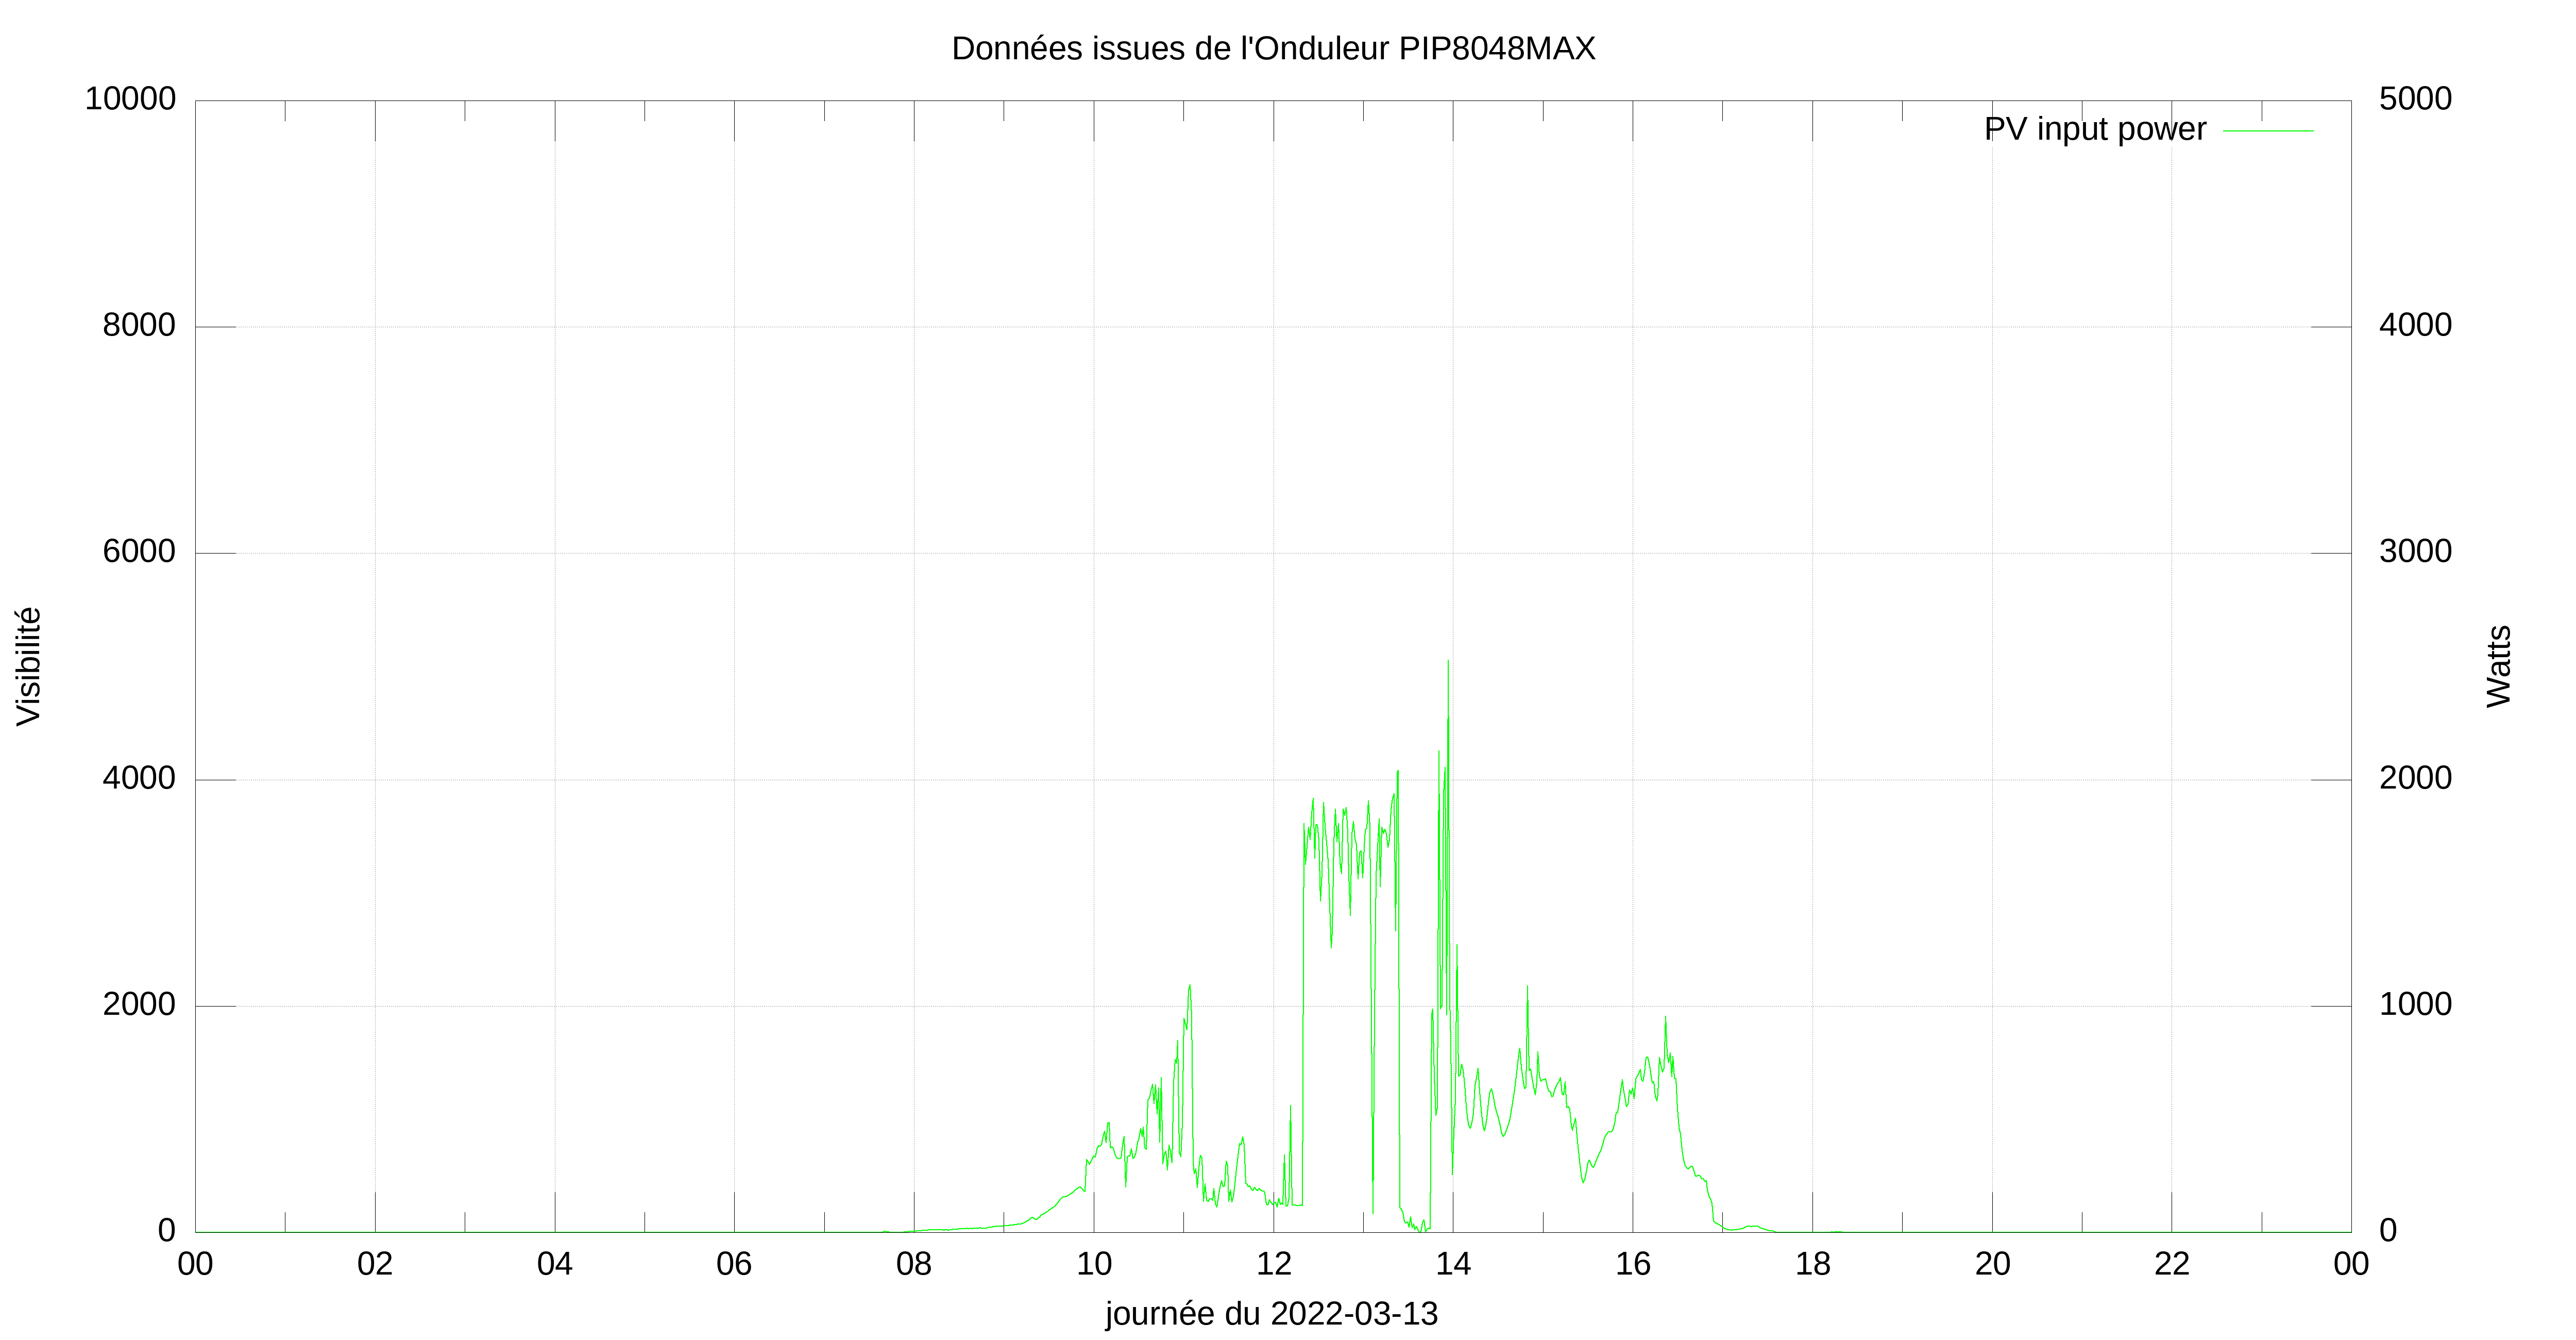 Données issues de l'Onduleur PIP8048MAX
10000
5000
PV input power
8000
4000
6000
3000
Visibilité
Watts
4000
2000
2000
1000
0
0
00 02 04 06 08 10 12 14 16 18 20 22 00
journée du 2022-03-13